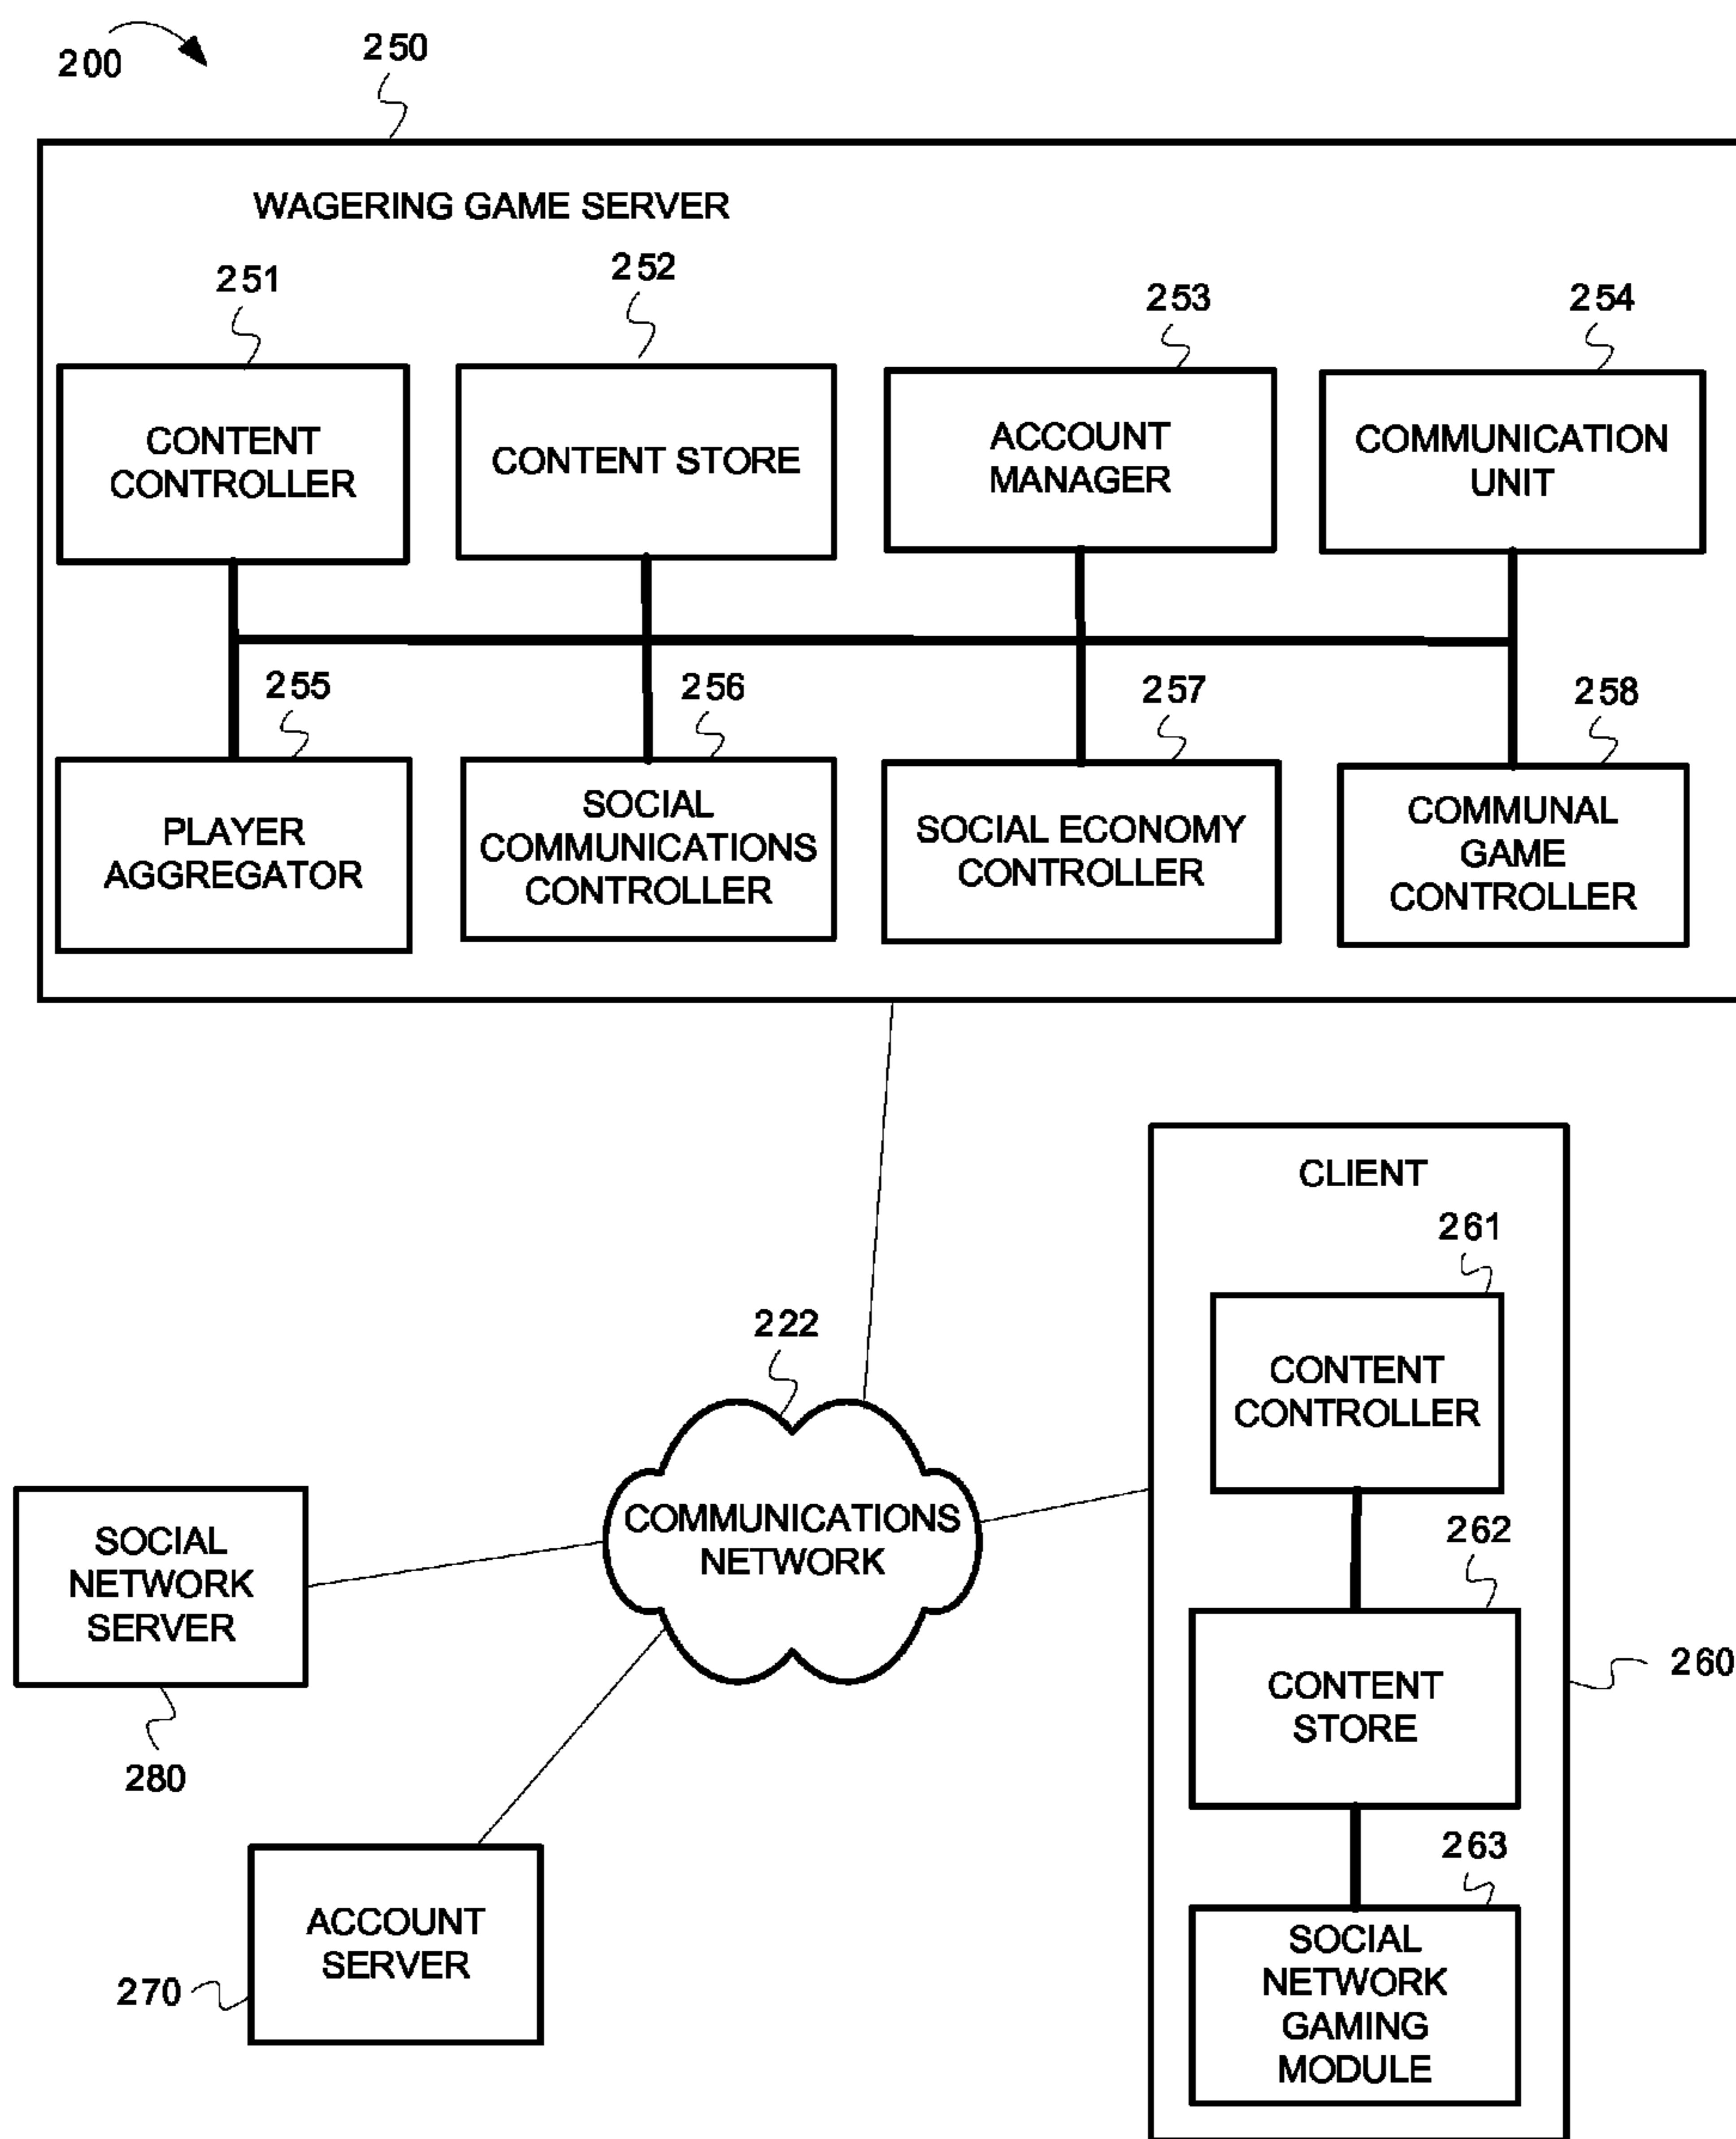 200
250
WAGERING GAME SERVER
251
252
253
254
CONTENT
CONTROLLER
CONTENT STORE
ACCOUNT
MANAGER
COMMUNICATION
UNIT
255
256
257
258
PLAYER
AGGREGATOR
SOCIAL
COMMUNICATIONS
CONTROLLER
SOCIAL ECONOMY
CONTROLLER
COMMUNAL
GAME
CONTROLLER
CLIENT
261
CONTENT
CONTROLLER
222
COMMUNICATIONS
NETWORK
SOCIAL
NETWORK
SERVER
280
262
CONTENT
STORE
260
263
SOCIAL
NETWORK
GAMING
MODULE
ACCOUNT
SERVER
270